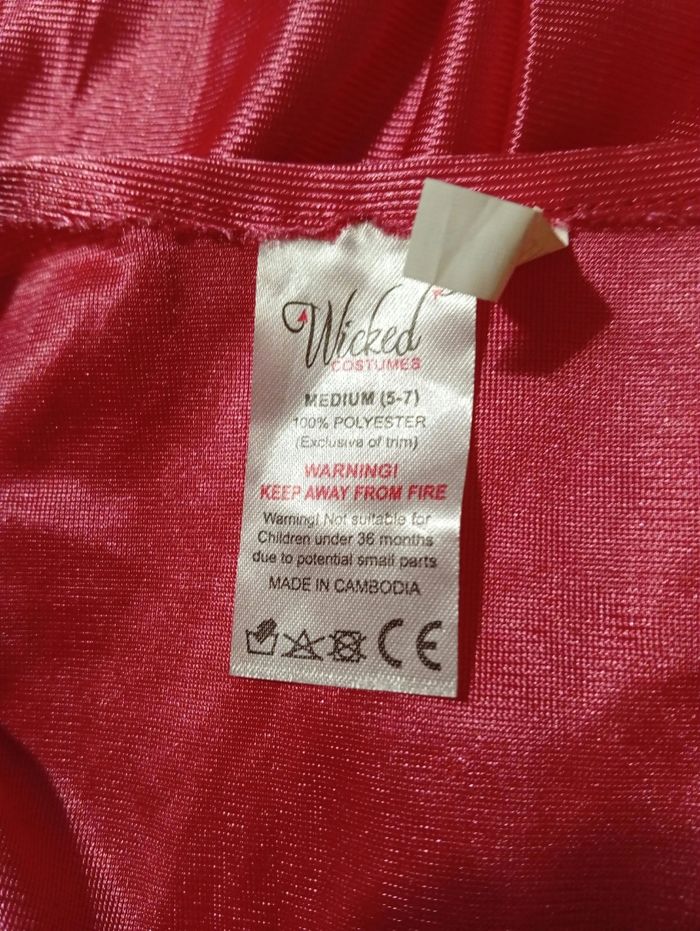 Wicked
COSTUMES
MEDIUM (5-7)
100% POLYESTER
(Exclusive of trim)
WARNING!
KEEP AWAY FROM FIRE
Warning! Not suitable for
Children under 36 months
due to potential small parts
MADE IN CAMBODIA
CE